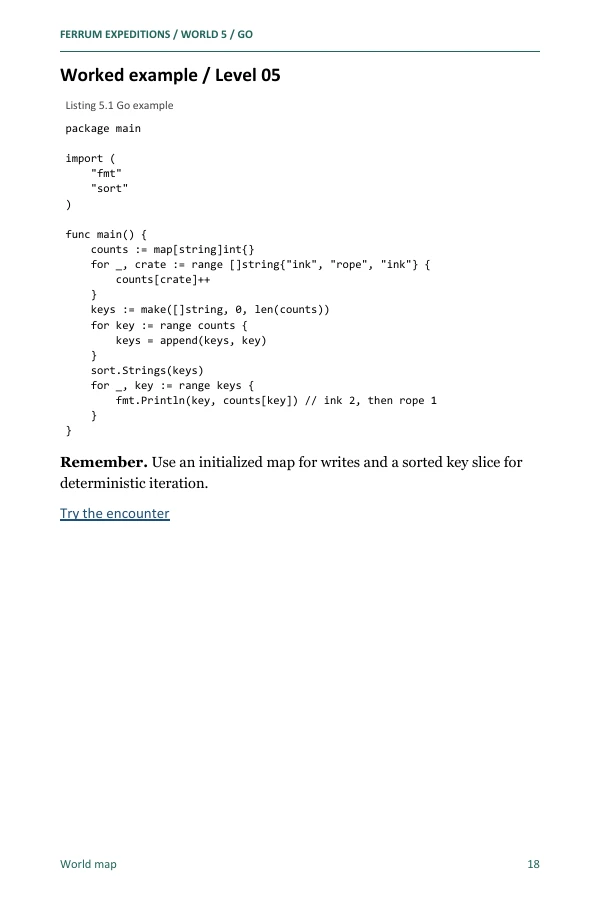 FERRUM EXPEDITIONS / WORLD 5 / GO
Worked example / Level 05
Listing 5.1 Go example
package main

import (
    "fmt"
    "sort"
)

func main() {
    counts := map[string]int{}
    for _, crate := range []string{"ink", "rope", "ink"} {
        counts[crate]++
    }
    keys := make([]string, 0, len(counts))
    for key := range counts {
        keys = append(keys, key)
    }
    sort.Strings(keys)
    for _, key := range keys {
        fmt.Println(key, counts[key]) // ink 2, then rope 1
    }
}
Remember. Use an initialized map for writes and a sorted key slice for
deterministic iteration.
Try the encounter
World map
18